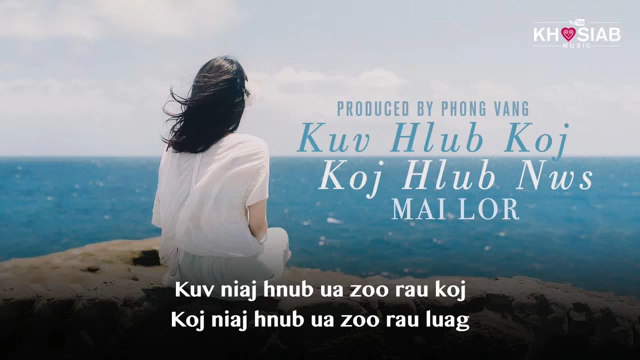 YouTube
KHOSIAB
MUSIC
PRODUCED BY PHONG VANG
Kuv Hlub Koj
Koj Hlub Nws
MAI LOR
Kuv niaj hnub ua zoo rau koj
Koj niaj hnub ua zoo rau luag